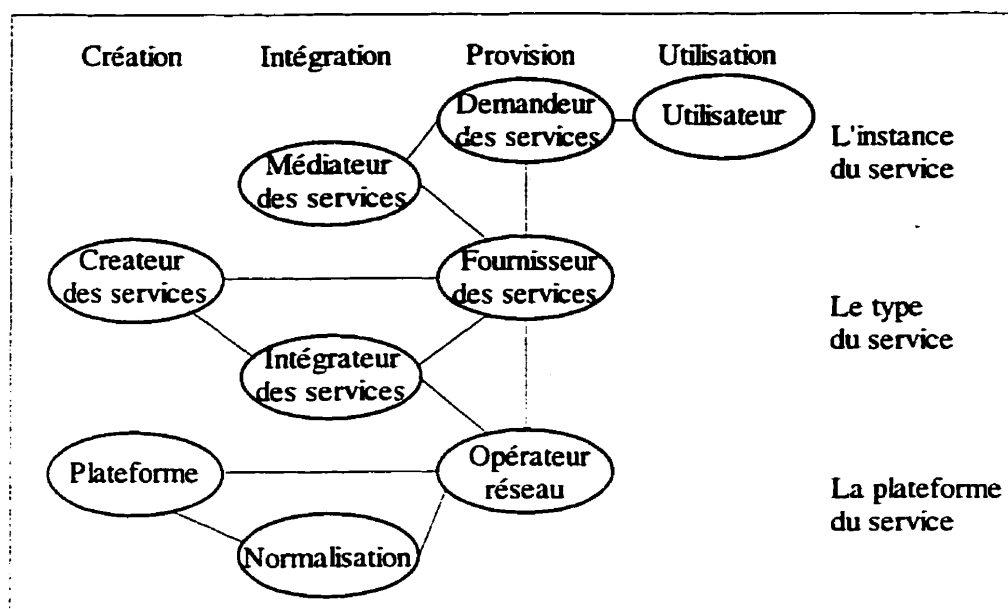 Création Intégration Provision Utilisation
Demandeur
des services
Utilisateur
L'instance
du service
Médiateur
des services
Createur
des services
Fournisseur
des services
Le type
du service
Intégrateur
des services
Plateforme
Opérateur
réseau
La plateforme
du service
Normalisation